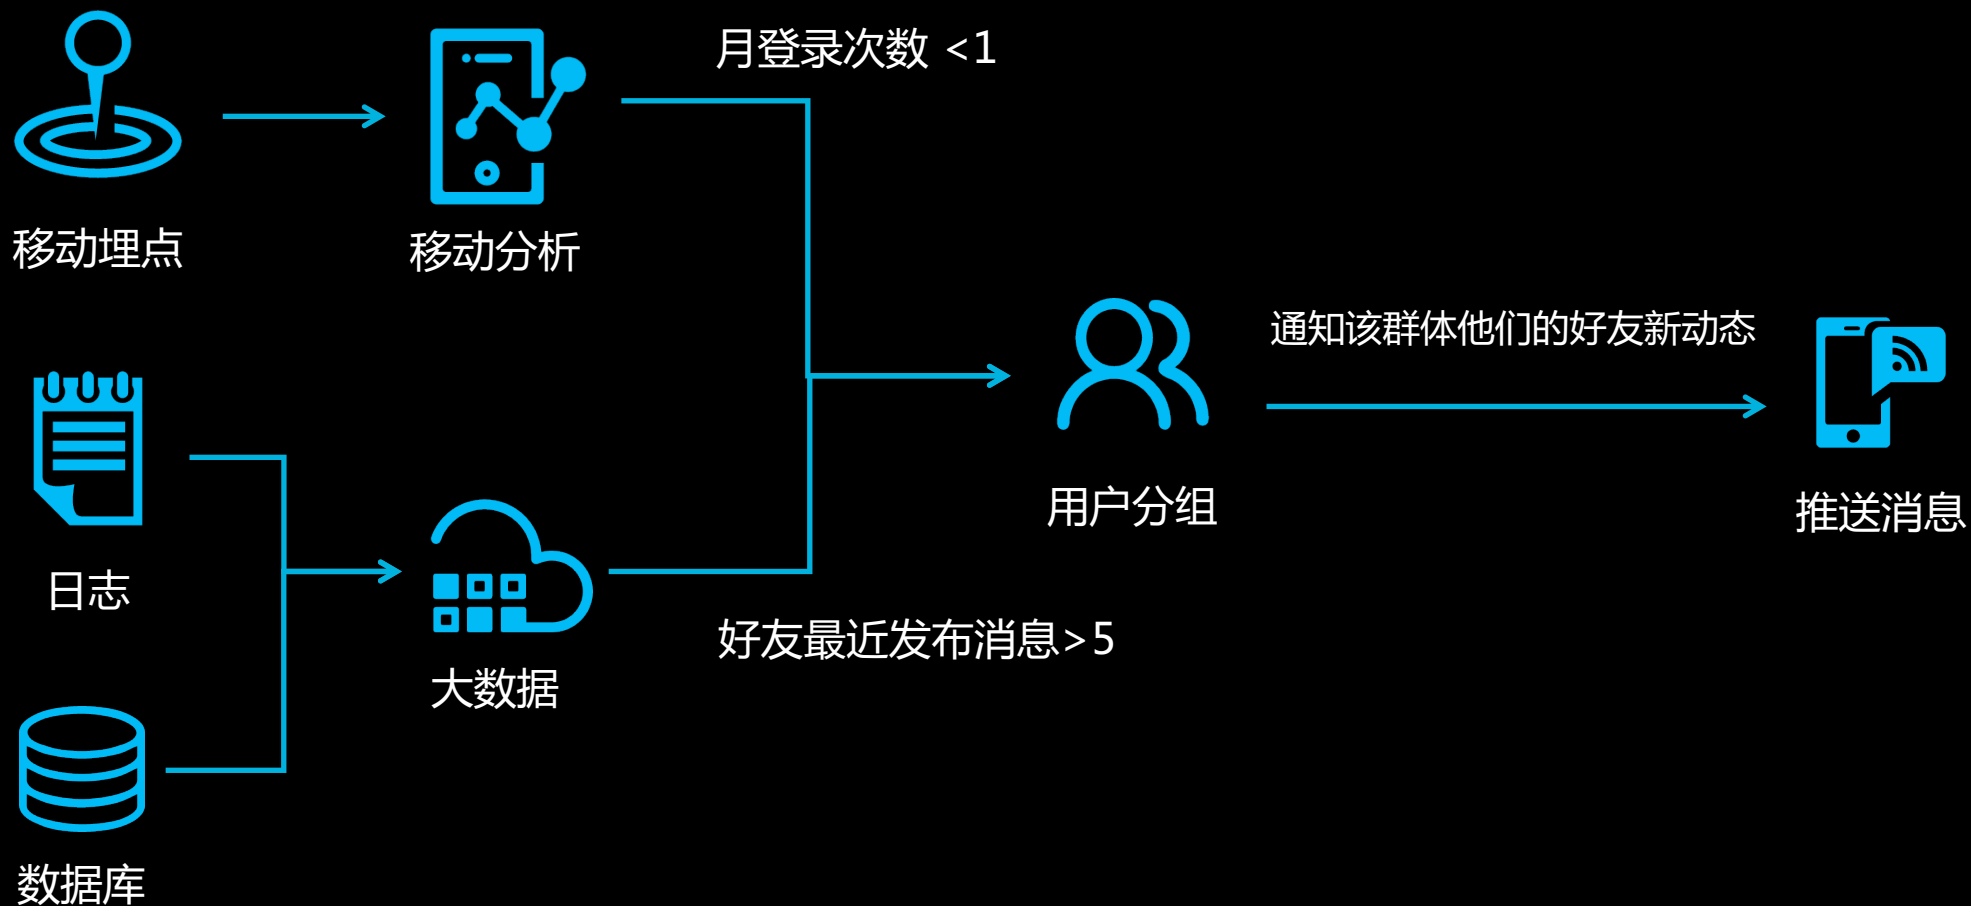 月登录次数 <1
移动埋点
移动分析
通知该群体他们的好友新动态
用户分组
推送消息
日志
好友最近发布消息>5
大数据
数据库